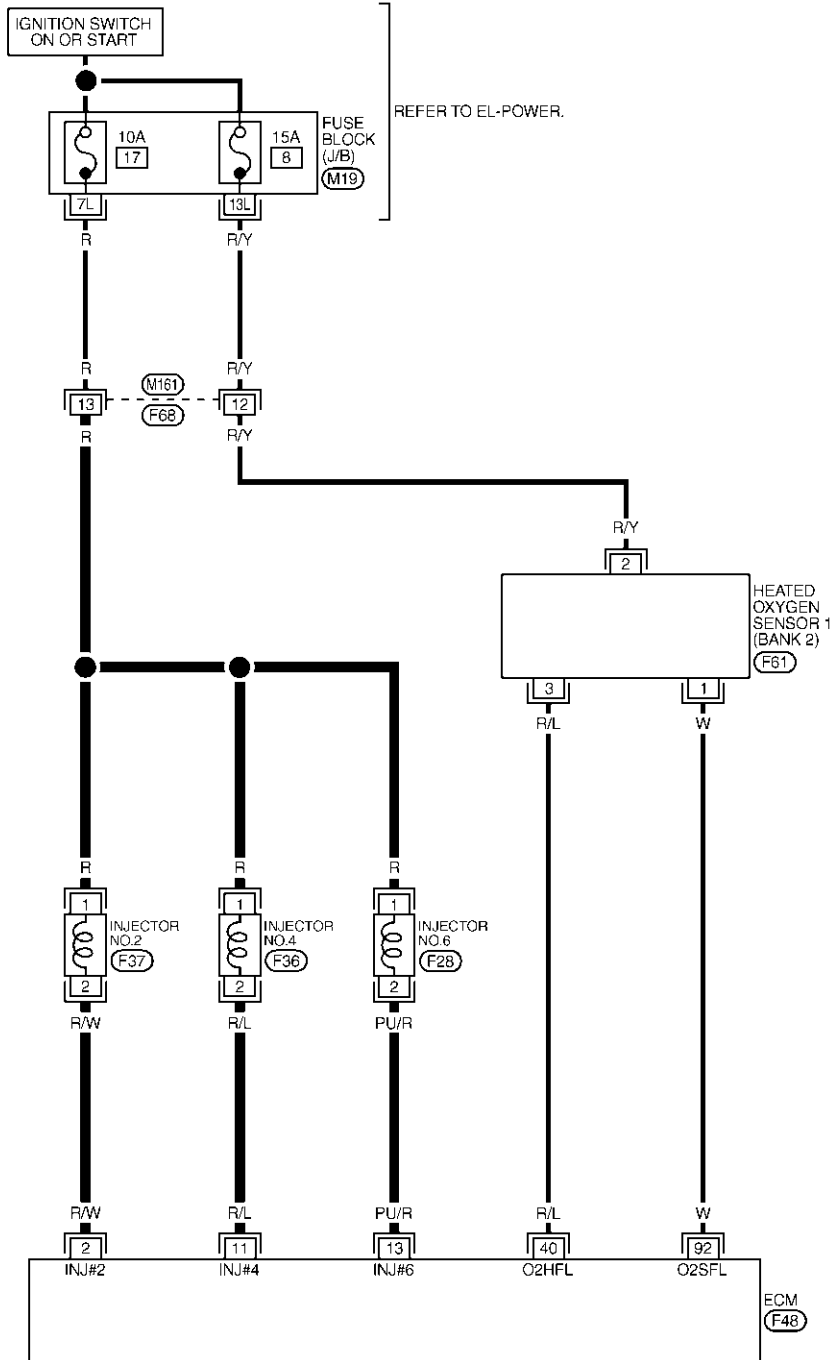 IGNITION SWITCH
ON OR START
REFER TO EL-POWER.
10A
17
15A
8
FUSE
BLOCK
(J/B)
M19
7L
13L
R
R/Y
R
R/Y
13
M161
F68
12
R
R/Y
R/Y
2
HEATED
OXYGEN
SENSOR 1
(BANK 2)
F61
3
1
R/L
W
R
R
R
1
1
1
INJECTOR
NO.2
F37
INJECTOR
NO.4
F36
INJECTOR
NO.6
F28
2
2
2
R/W
R/L
PU/R
R/W
R/L
PU/R
R/L
W
2
11
13
40
92
INJ#2
INJ#4
INJ#6
O2HFL
O2SFL
ECM
F48